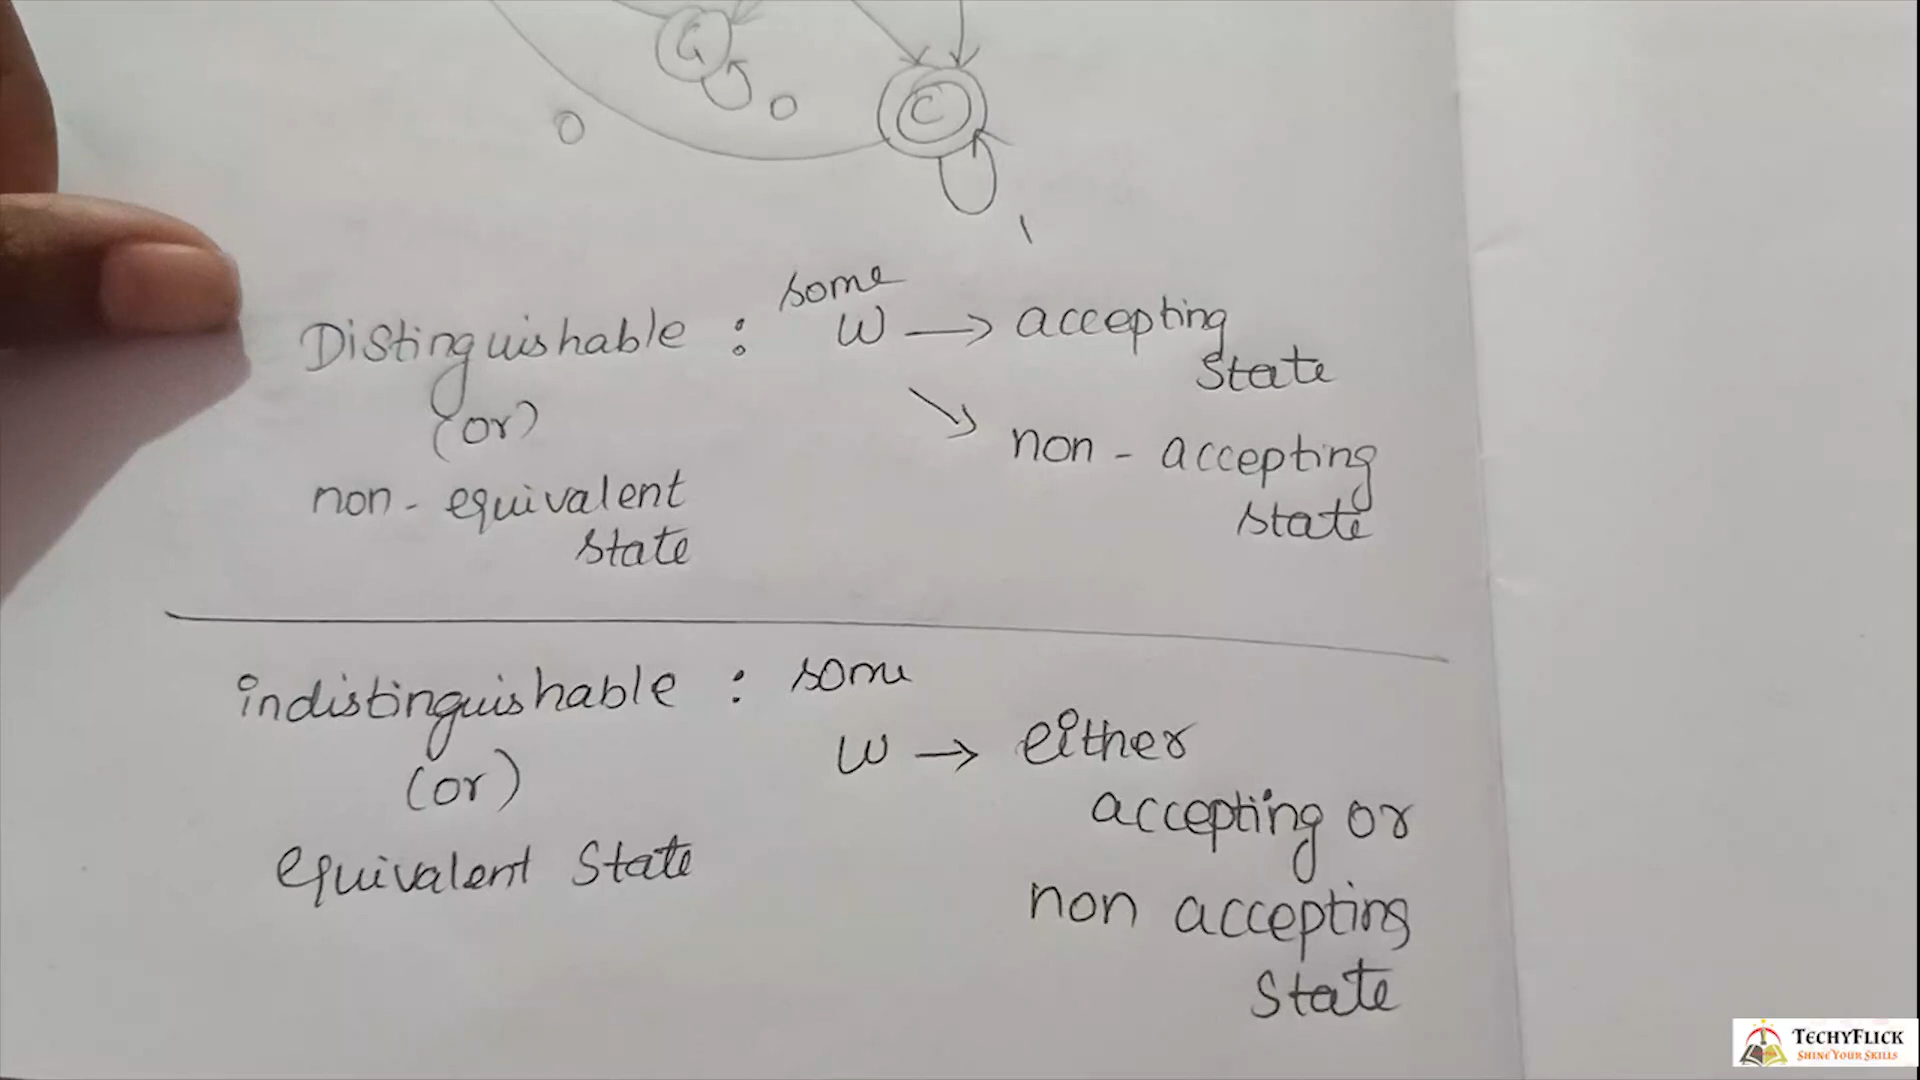 G
0
0
C
1
Distinguishable : some
w → accepting
state
(or)
non - accepting
non - equivalent
state
state
indistinguishable : some
w → either
(or)
accepting or
equivalent state
non accepting
state
TECHYFLICK
SHINE YOUR SKILLS